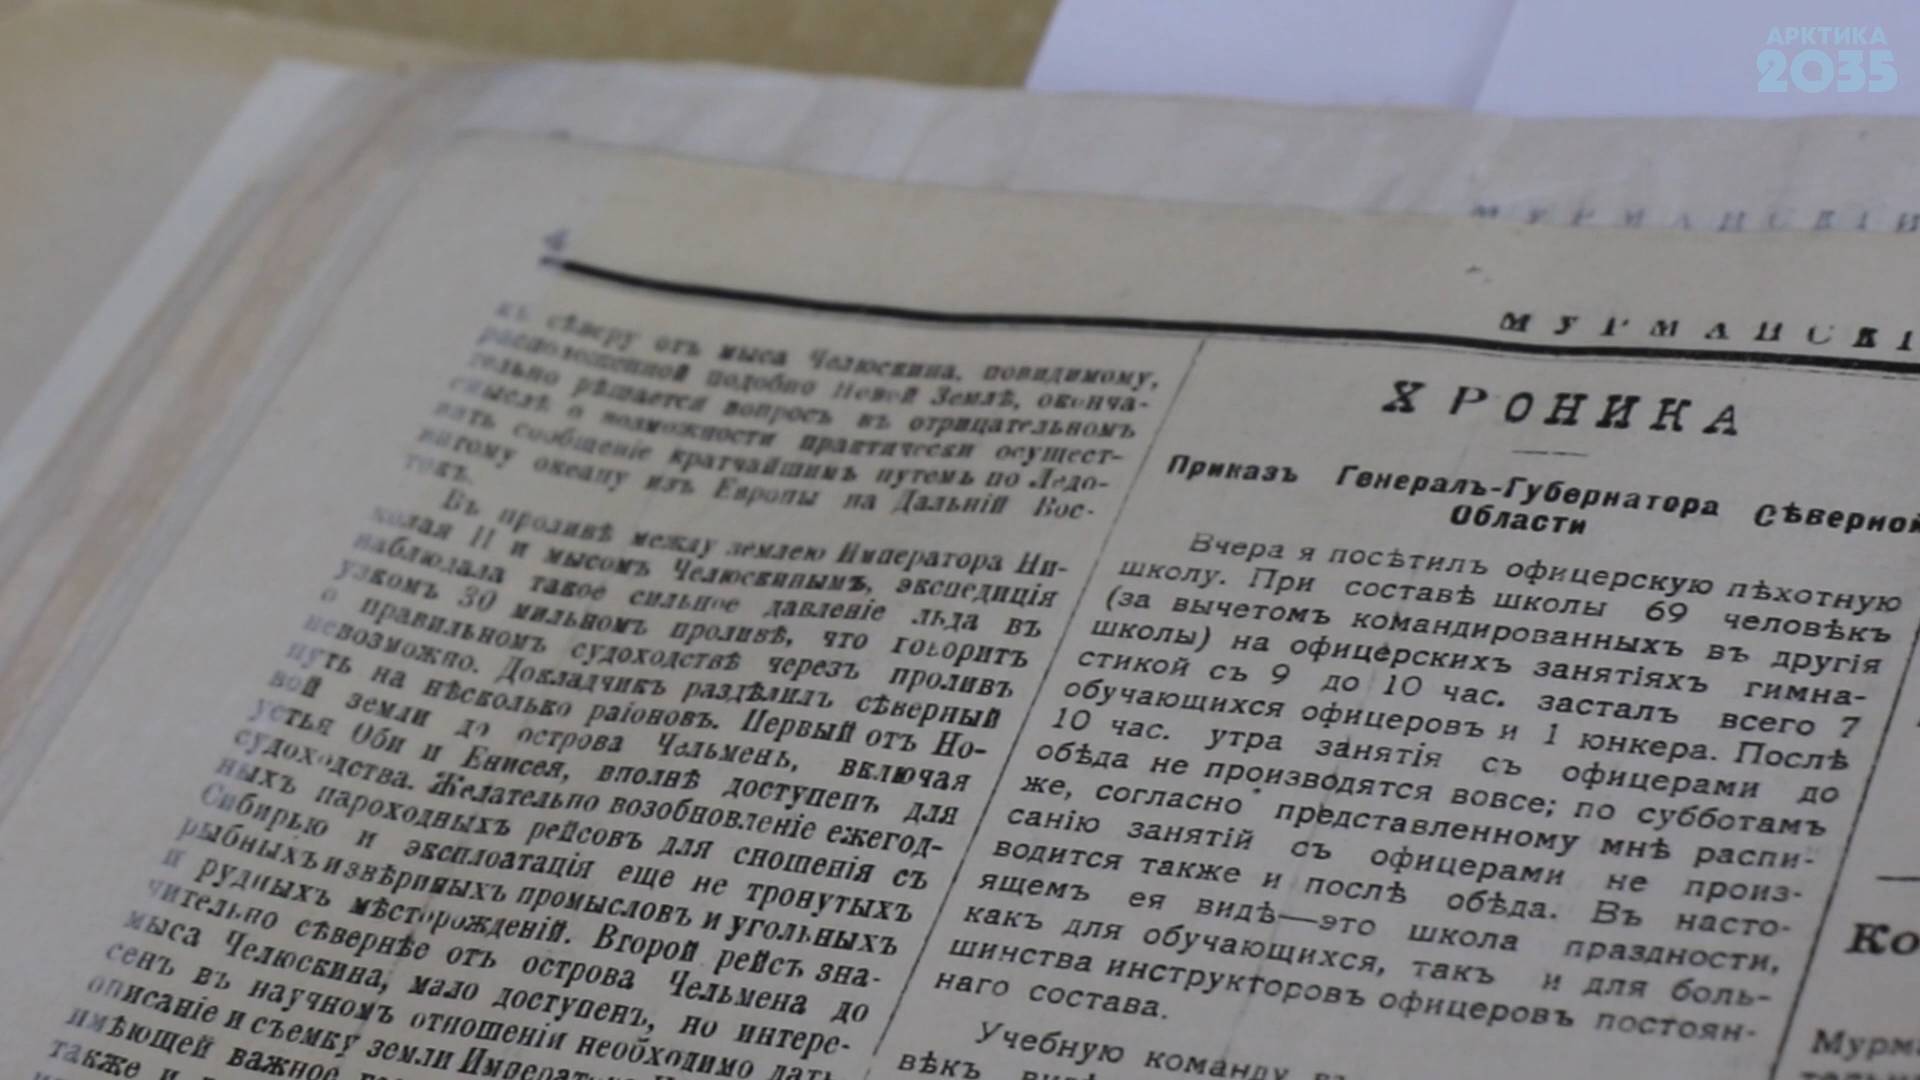 АРКТИКА
2035
МУРМАНСКІЙ
4
МУРМАНСКІ
къ сѣверу отъ мыса Челюскина, повидимому,
расположенной подобно Новой Землѣ, оконча-
тельно рѣшается вопросъ въ отрицательномъ
смыслѣ о возможности практически осущест-
вить сообщеніе кратчайшимъ путемъ по Ледо-
витому океану изъ Европы на Дальній Вос-
токъ.
Въ проливѣ между землею Императора Ни-
колая II и мысомъ Челюскинымъ, экспедиція
наблюдала такое сильное давленіе льда въ
узкомъ 30 мильномъ проливѣ, что говорить
о правильномъ судоходствѣ черезъ проливъ
невозможно. Докладчикъ раздѣлилъ сѣверный
путь на нѣсколько раіоновъ. Первый отъ Но-
вой земли до острова Чельмень, включая
устья Оби и Енисея, вполнѣ доступенъ для
судоходства. Желательно возобновленіе ежегод-
ныхъ пароходныхъ рейсовъ для сношенія съ
Сибирью и эксплоатація еще не тронутыхъ
рыбныхъ и звѣриныхъ промысловъ и угольныхъ
и рудныхъ мѣсторожденій. Второй рейсъ зна-
чительно сѣвернѣе отъ острова Чельмена до
мыса Челюскина, мало доступенъ, но интере-
сенъ въ научномъ отношеніи необходимо дать
описаніе и съемку земли Императ
имѣющей важное
также и
ХРОНИКА
Приказъ Генералъ-Губернатора Сѣверной
Области
Вчера я посѣтилъ офицерскую пѣхотную
школу. При составѣ школы 69 человѣкъ
(за вычетомъ командированныхъ въ другія
школы) на офицерскихъ занятіяхъ гимна-
стикой съ 9 до 10 час. засталъ всего 7
обучающихся офицеровъ и 1 юнкера. Послѣ
10 час. утра занятія съ офицерами до
обѣда не производятся вовсе; по субботамъ
же, согласно представленному мнѣ распи-
санію занятій съ офицерами не произ-
водится также и послѣ обѣда. Въ насто-
ящемъ ея видѣ—это школа праздности,
какъ для обучающихся, такъ и для боль-
шинства инструкторовъ офицеровъ постоян-
наго состава.
Учебную команду
вѣкъ
Ко
Мурм